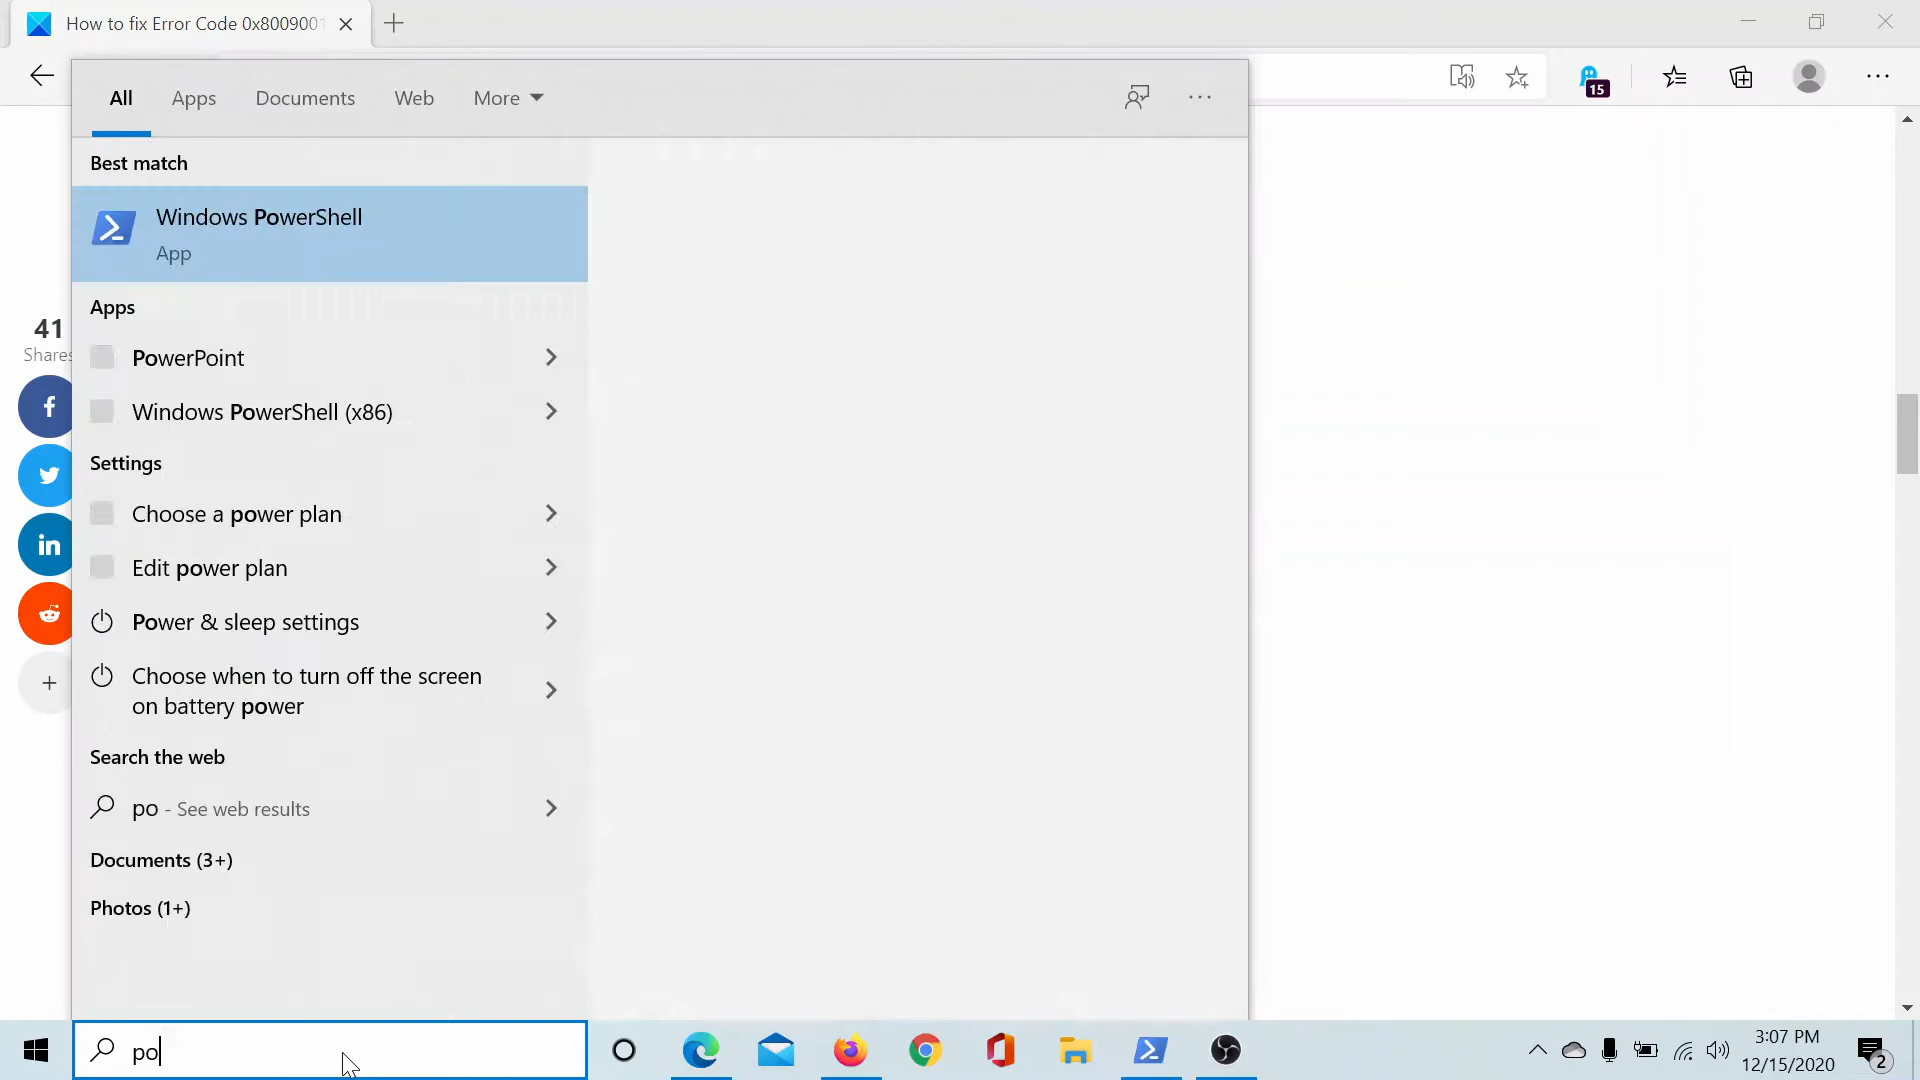 How to fix Error Code 0x8009001
All Apps Documents Web More
15
Best match
Windows PowerShell
App
Apps
41
Shares
PowerPoint
Windows PowerShell (x86)
Settings
Choose a power plan
Edit power plan
Power & sleep settings
Choose when to turn off the screen
on battery power
Search the web
po - See web results
Documents (3+)
Photos (1+)
po
3:07 PM
12/15/2020
2